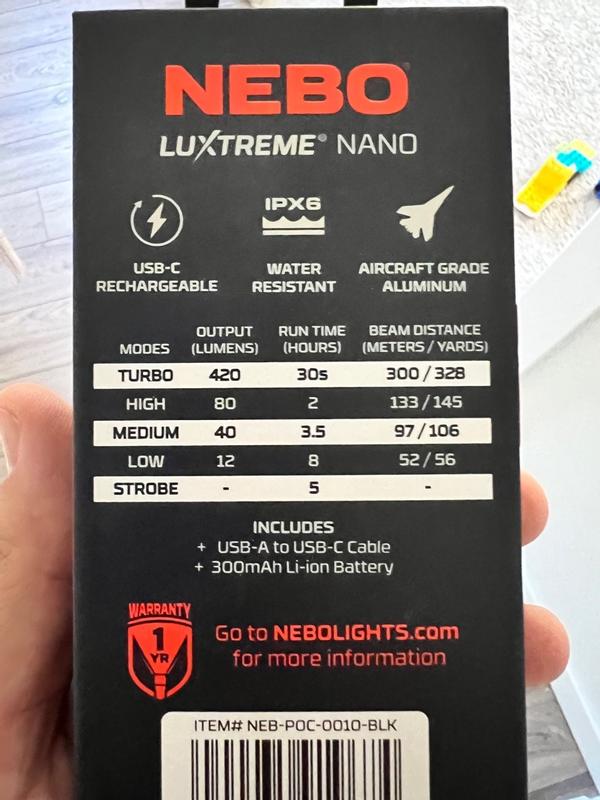 NEBO
LUXTREME® NANO
IPX6
USB-C
RECHARGEABLE
WATER
RESISTANT
AIRCRAFT GRADE
ALUMINUM
MODES OUTPUT (LUMENS) RUN TIME (HOURS) BEAM DISTANCE (METERS / YARDS)
TURBO 420 30s 300 / 328
HIGH 80 2 133 / 145
MEDIUM 40 3.5 97 / 106
LOW 12 8 52 / 56
STROBE - 5 -
INCLUDES
+ USB-A to USB-C Cable
+ 300mAh Li-ion Battery
WARRANTY
1
YR
Go to NEBOLIGHTS.com
for more information
ITEM# NEB-POC-0010-BLK